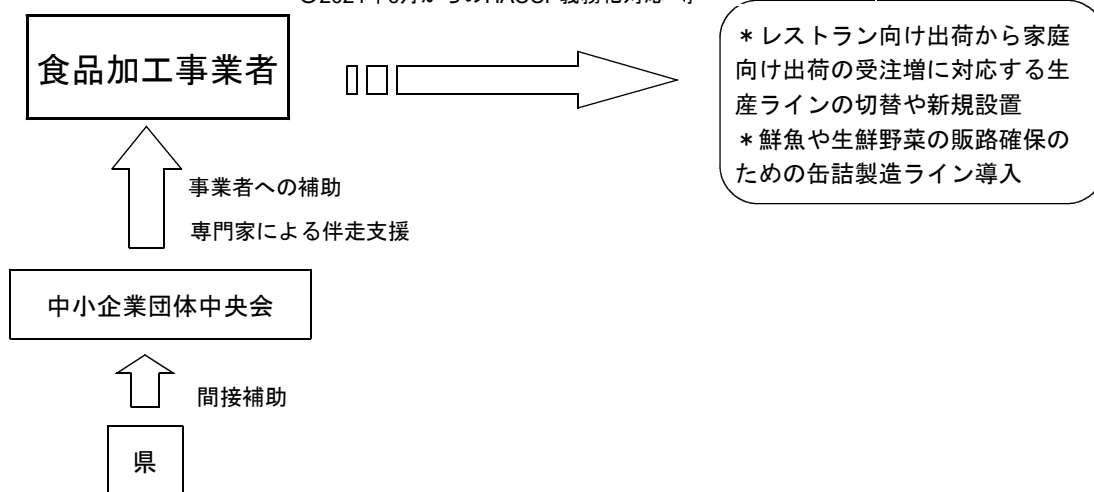 食品加工事業者
＊レストラン向け出荷から家庭
向け出荷の受注増に対応する生
産ラインの切替や新規設置
＊鮮魚や生鮮野菜の販路確保の
ための缶詰製造ライン導入
事業者への補助
専門家による伴走支援
中小企業団体中央会
間接補助
県